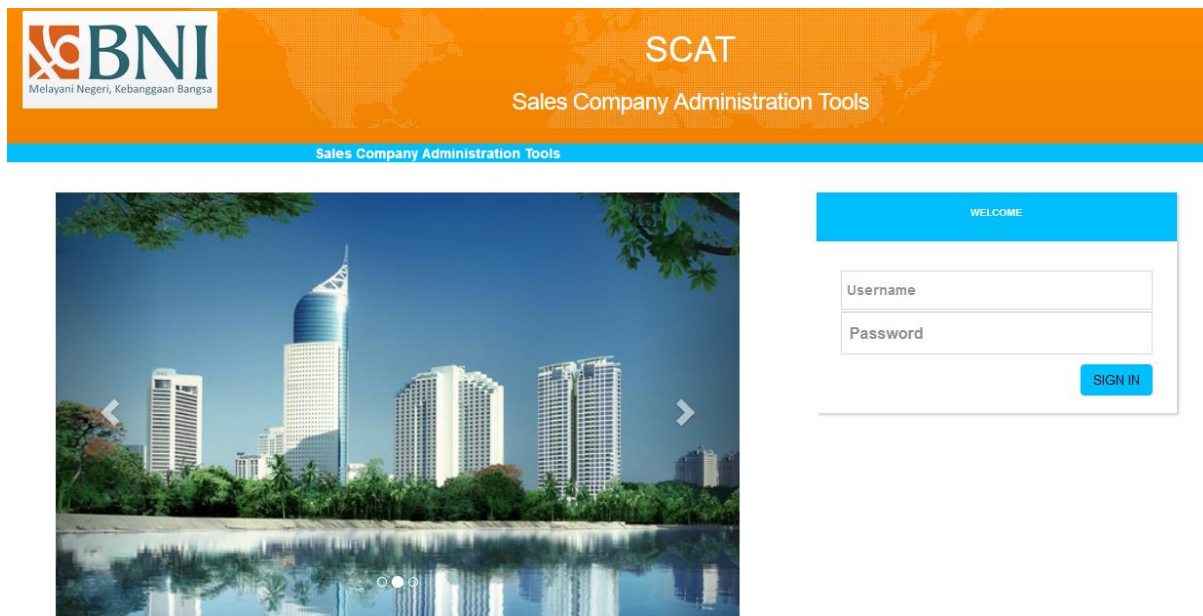 BNI
Melayani Negeri, Kebanggaan Bangsa
SCAT
Sales Company Administration Tools
Sales Company Administration Tools
WELCOME
Username
Password
SIGN IN